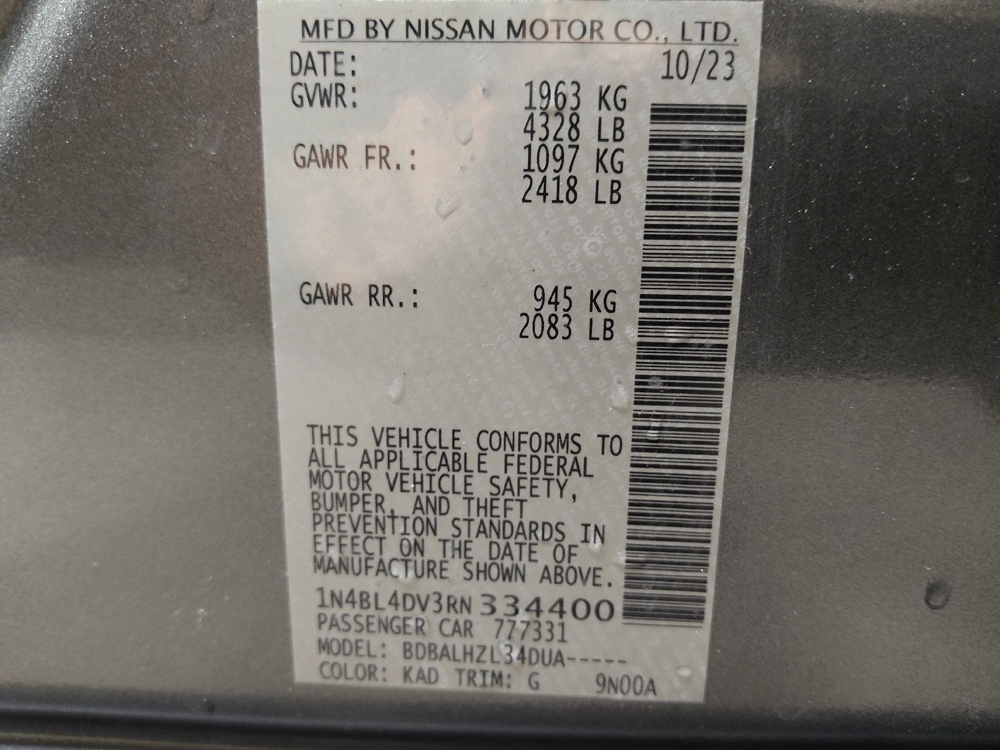 MFD BY NISSAN MOTOR CO., LTD.
DATE: 10/23
GVWR: 1963 KG
4328 LB
GAWR FR.: 1097 KG
2418 LB
GAWR RR.: 945 KG
2083 LB
THIS VEHICLE CONFORMS TO
ALL APPLICABLE FEDERAL
MOTOR VEHICLE SAFETY,
BUMPER, AND THEFT
PREVENTION STANDARDS IN
EFFECT ON THE DATE OF
MANUFACTURE SHOWN ABOVE.
1N4BL4DV3RN 334400
PASSENGER CAR 777331
MODEL: BDBALHZL34DUA-----
COLOR: KAD TRIM: G 9N00A